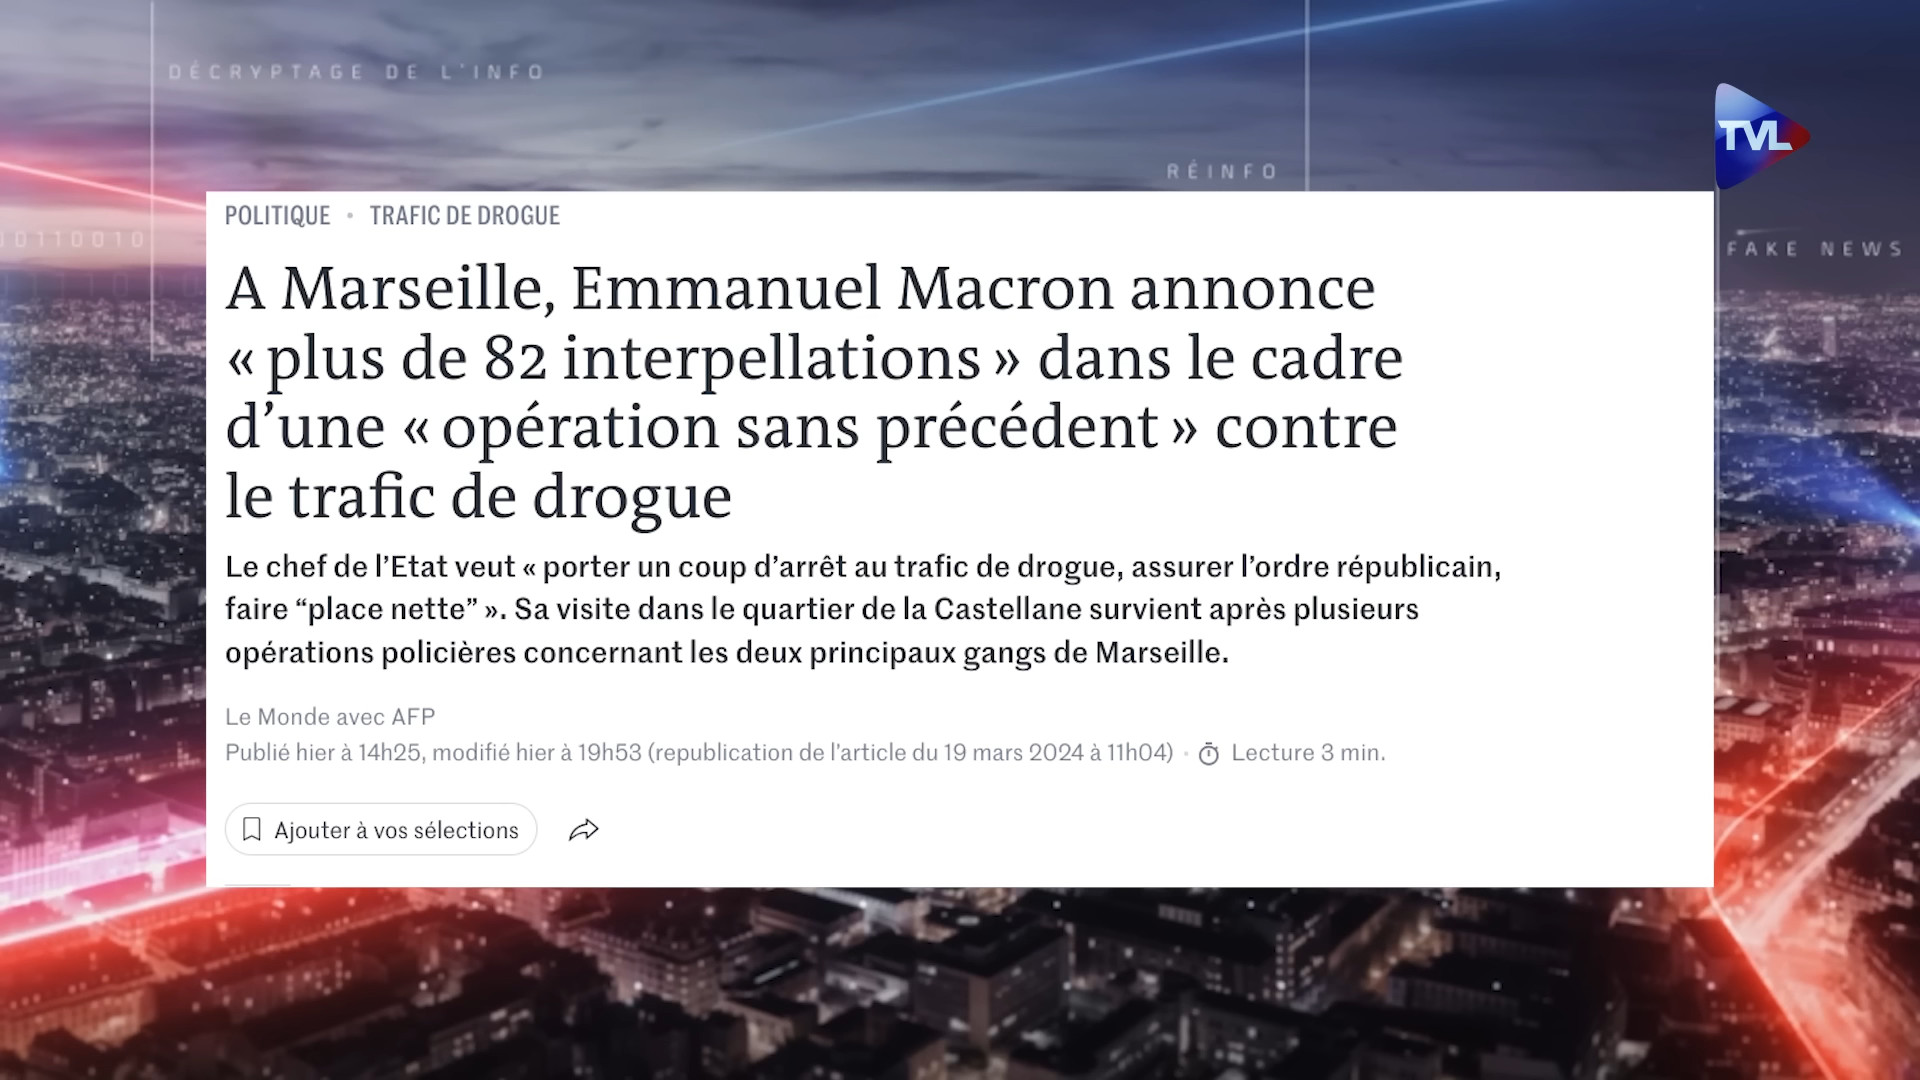 DÉCRYPTAGE DE L'INFO
TVL
RÉINFO
POLITIQUE • TRAFIC DE DROGUE
00110010
FAKE NEWS
A Marseille, Emmanuel Macron annonce
« plus de 82 interpellations » dans le cadre
d’une « opération sans précédent » contre
le trafic de drogue
Le chef de l’Etat veut « porter un coup d’arrêt au trafic de drogue, assurer l’ordre républicain,
faire “place nette” ». Sa visite dans le quartier de la Castellane survient après plusieurs
opérations policières concernant les deux principaux gangs de Marseille.
Le Monde avec AFP
Publié hier à 14h25, modifié hier à 19h53 (republication de l'article du 19 mars 2024 à 11h04) • Lecture 3 min.
Ajouter à vos sélections